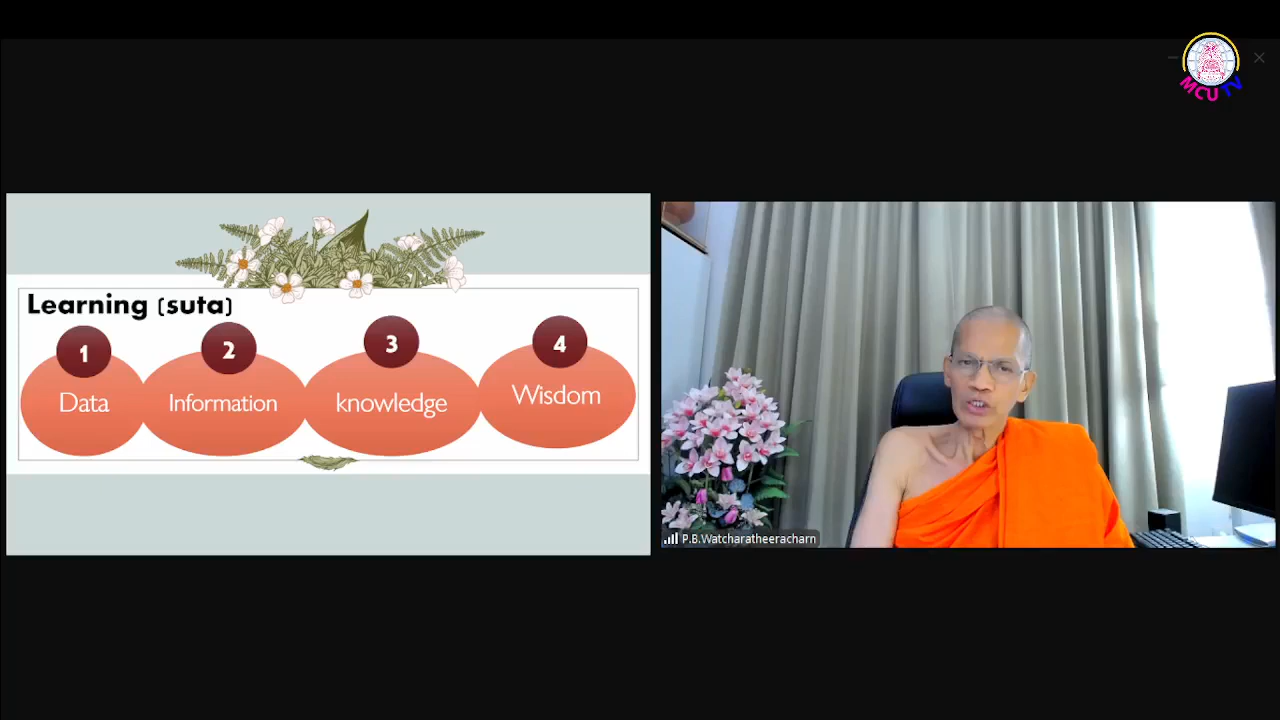 MCU TV
Learning (suta)
1
2
3
4
Data
Information
knowledge
Wisdom
P.B.Watcharatheeracharn